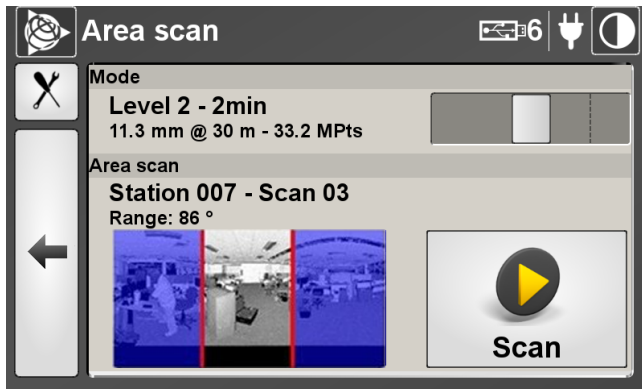 Area scan
6
Mode
Level 2 - 2min
11.3 mm @ 30 m - 33.2 MPts
Area scan
Station 007 - Scan 03
Range: 86 °
Scan